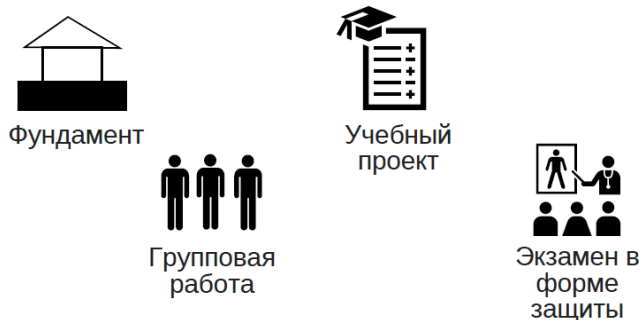 Фундамент
Групповая
работа
Учебный
проект
Экзамен в
форме
защиты